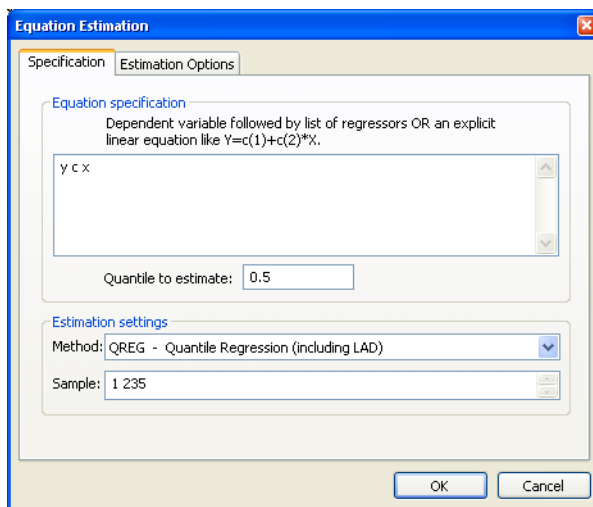 Equation Estimation
Specification
Estimation Options
Equation specification
Dependent variable followed by list of regressors OR an explicit
linear equation like Y=c(1)+c(2)*X.
y c x
Quantile to estimate: 0.5
Estimation settings
Method: QREG - Quantile Regression (including LAD)
Sample: 1 235
OK
Cancel